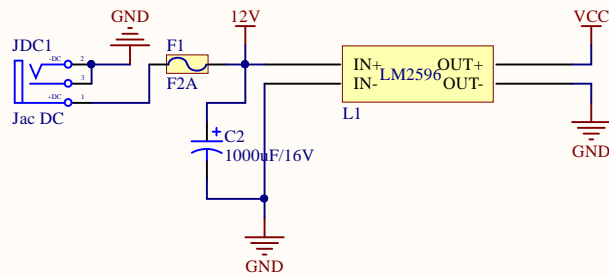 GND
12V
VCC
JDC1
F1
-DC 2
3
+DC 1
F2A
IN+ OUT+
LM2596
IN- OUT-
Jac DC
L1
C2
1000uF/16V
GND
GND